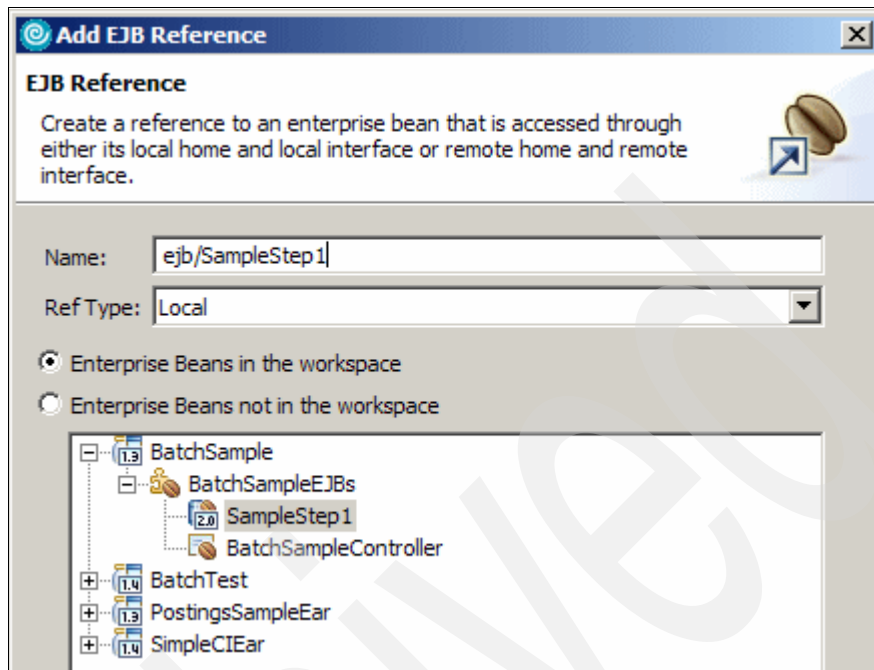 Add EJB Reference
EJB Reference
Create a reference to an enterprise bean that is accessed through
either its local home and local interface or remote home and remote
interface.
Name: ejb/SampleStep1
Ref Type: Local
Enterprise Beans in the workspace
Enterprise Beans not in the workspace
1.3 BatchSample
BatchSampleEJBs
2.0 SampleStep1
BatchSampleController
1.4 BatchTest
1.3 PostingsSampleEar
1.4 SimpleCIEar